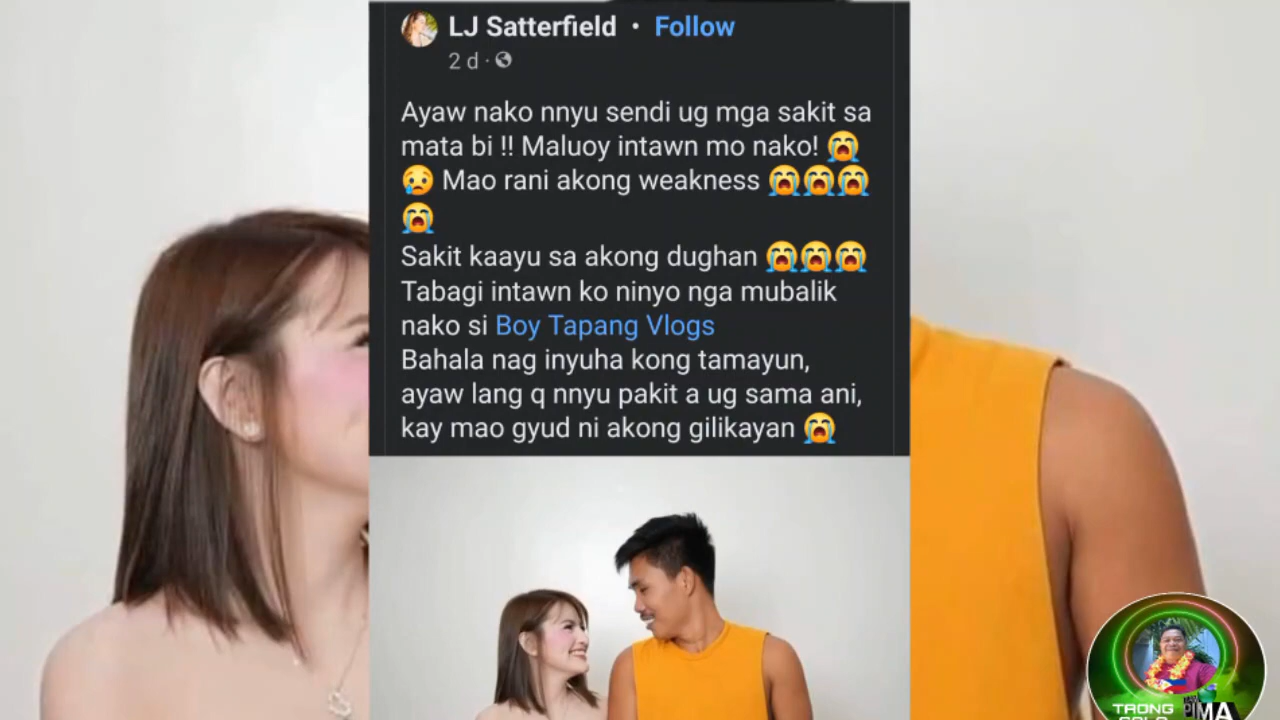 LJ Satterfield • Follow
2 d ·
Ayaw nako nnyu sendi ug mga sakit sa
mata bi !! Maluoy intawn mo nako! 😭
😢 Mao rani akong weakness 😭😭😭
😭
Sakit kaayu sa akong dughan 😭😭😭
Tabagi intawn ko ninyo nga mubalik
nako si Boy Tapang Vlogs
Bahala nag inyuha kong tamayun,
ayaw lang q nnyu pakit a ug sama ani,
kay mao gyud ni akong gilikayan 😭
TAONG
PIMA